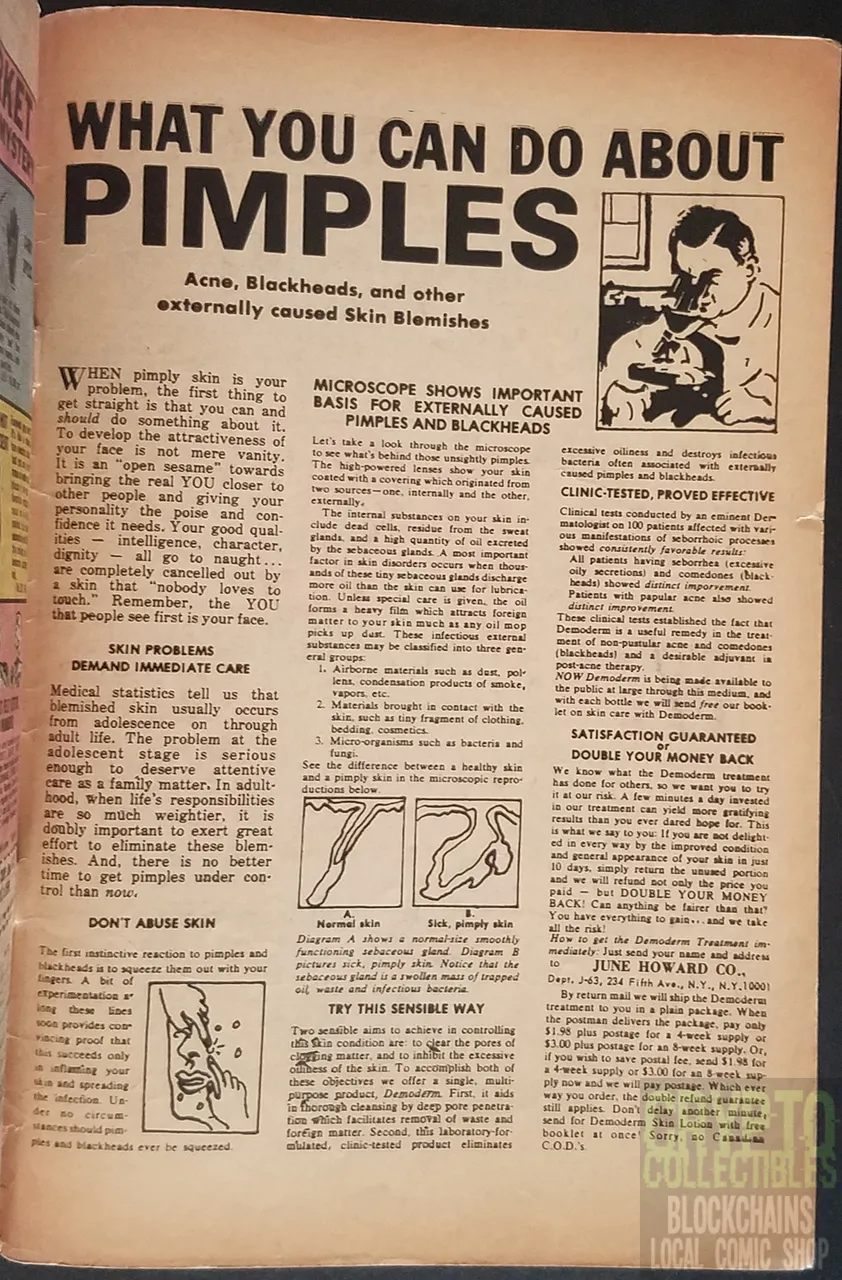 WHAT YOU CAN DO ABOUT
PIMPLES
Acne, Blackheads, and other
externally caused Skin Blemishes
WHEN pimply skin is your
problem, the first thing to
get straight is that you can and
should do something about it.
To develop the attractiveness of
your face is not mere vanity.
It is an "open sesame" towards
bringing the real YOU closer to
other people and giving your
personality the poise and con-
fidence it needs. Your good qual-
ities — intelligence, character,
dignity — all go to naught...
are completely cancelled out by
a skin that "nobody loves to
touch." Remember, the YOU
that people see first is your face.
SKIN PROBLEMS
DEMAND IMMEDIATE CARE
Medical statistics tell us that
blemished skin usually occurs
from adolescence on through
adult life. The problem at the
adolescent stage is serious
enough to deserve attentive
care as a family matter. In adult-
hood, when life's responsibilities
are so much weightier, it is
doubly important to exert great
effort to eliminate these blem-
ishes. And, there is no better
time to get pimples under con-
trol than now.
DON'T ABUSE SKIN
The first instinctive reaction to pimples and
blackheads is to squeeze them out with your
fingers. A bit of
experimentation
long these lines
soon provides con-
vincing proof that
this succeeds only
in inflaming your
skin and spreading
the infection. Un-
der no circum-
stances should pim-
ples and blackheads ever be squeezed.
MICROSCOPE SHOWS IMPORTANT
BASIS FOR EXTERNALLY CAUSED
PIMPLES AND BLACKHEADS
Let's take a look through the microscope
to see what's behind those unsightly pimples.
The high-powered lenses show your skin
coated with a covering which originated from
two sources—one, internally and the other,
externally.
The internal substances on your skin in-
clude dead cells, residue from the sweat
glands, and a high quantity of oil excreted
by the sebaceous glands. A most important
factor in skin disorders occurs when thous-
ands of these tiny sebaceous glands discharge
more oil than the skin can use for lubrica-
tion. Unless special care is given, the oil
forms a heavy film which attracts foreign
matter to your skin much as any oil mop
picks up dust. These infectious external
substances may be classified into three gen-
eral groups:
1. Airborne materials such as dust, pol-
len, condensation products of smoke,
vapors, etc.
2. Materials brought in contact with the
skin, such as tiny fragment of clothing,
bedding, cosmetics.
3. Micro-organisms such as bacteria and
fungi.
See the difference between a healthy skin
and a pimply skin in the microscopic repro-
ductions below.
A.
Normal skin
B.
Sick, pimply skin
Diagram A shows a normal-size smoothly
functioning sebaceous gland. Diagram B
pictures sick, pimply skin. Notice that the
sebaceous gland is a swollen mass of trapped
oil, waste and infectious bacteria.
TRY THIS SENSIBLE WAY
Two sensible aims to achieve in controlling
this skin condition are: to clear the pores of
clogging matter, and to inhibit the excessive
oiliness of the skin. To accomplish both of
these objectives we offer a single, multi-
purpose product, Demoderm. First, it aids
in thorough cleansing by deep pore penetra-
tion which facilitates removal of waste and
foreign matter. Second, this laboratory-for-
mulated, clinic-tested product eliminates
excessive oiliness and destroys infectious
bacteria often associated with externally
caused pimples and blackheads.
CLINIC-TESTED, PROVED EFFECTIVE
Clinical tests conducted by an eminent Der-
matologist on 100 patients affected with vari-
ous manifestations of seborrhoic processes
showed consistently favorable results:
All patients having seborrhea (excessive
oily secretions) and comedones (black-
heads) showed distinct imporvement.
Patients with papular acne also showed
distinct improvement.
These clinical tests established the fact that
Demoderm is a useful remedy in the treat-
ment of non-pustular acne and comedones
(blackheads) and a desirable adjuvant in
post-acne therapy.
NOW Demoderm is being made available to
the public at large through this medium, and
with each bottle we will send free our book-
let on skin care with Demoderm.
SATISFACTION GUARANTEED
or
DOUBLE YOUR MONEY BACK
We know what the Demoderm treatment
has done for others, so we want you to try
it at our risk. A few minutes a day invested
in our treatment can yield more gratifying
results than you ever dared hope for. This
is what we say to you: If you are not delight-
ed in every way by the improved condition
and general appearance of your skin in just
10 days, simply return the unused portion
and we will refund not only the price you
paid — but DOUBLE YOUR MONEY
BACK! Can anything be fairer than that?
You have everything to gain...and we take
all the risk!
How to get the Demoderm Treatment im-
mediately: Just send your name and address
to JUNE HOWARD CO.,
Dept. J-63, 234 Fifth Ave., N.Y., N.Y.10001
By return mail we will ship the Demoderm
treatment to you in a plain package. When
the postman delivers the package, pay only
$1.98 plus postage for a 4-week supply or
$3.00 plus postage for an 8-week supply. Or,
if you wish to save postal fee, send $1.98 for
a 4-week supply or $3.00 for an 8-week sup-
ply now and we will pay postage. Which ever
way you order, the double refund guarantee
still applies. Don't delay another minute,
send for Demoderm Skin Lotion with free
booklet at once! Sorry, no Canadian
C.O.D.'s.
COLLECTIBLES
BLOCKCHAINS
LOCAL COMIC SHOP